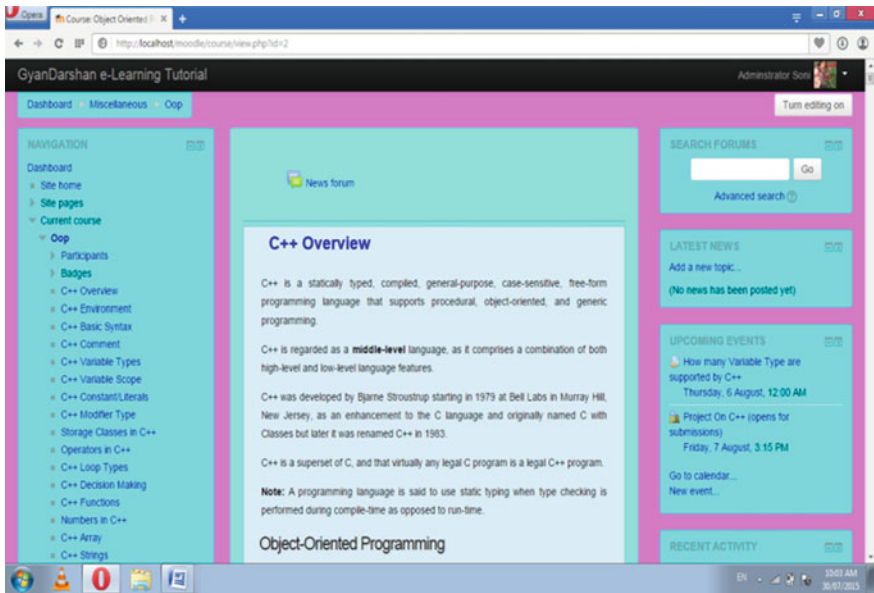 Opera
Course: Object Oriented P
http://localhost/moodle/course/view.php?id=2
GyanDarshan e-Learning Tutorial
Adminstrator Soni
Dashboard Miscellaneous Oop
Turn editing on
NAVIGATION
Dashboard
Site home
Site pages
Current course
Oop
Participants
Badges
C++ Overview
C++ Environment
C++ Basic Syntax
C++ Comment
C++ Variable Types
C++ Variable Scope
C++ Constant/Literals
C++ Modifier Type
Storage Classes in C++
Operators in C++
C++ Loop Types
C++ Decision Making
C++ Functions
Numbers in C++
C++ Array
C++ Strings
News forum
C++ Overview
C++ is a statically typed, compiled, general-purpose, case-sensitive, free-form
programming language that supports procedural, object-oriented, and generic
programming.
C++ is regarded as a middle-level language, as it comprises a combination of both
high-level and low-level language features.
C++ was developed by Bjarne Stroustrup starting in 1979 at Bell Labs in Murray Hill,
New Jersey, as an enhancement to the C language and originally named C with
Classes but later it was renamed C++ in 1983.
C++ is a superset of C, and that virtually any legal C program is a legal C++ program.
Note: A programming language is said to use static typing when type checking is
performed during compile-time as opposed to run-time.
Object-Oriented Programming
SEARCH FORUMS
Go
Advanced search
LATEST NEWS
Add a new topic...
(No news has been posted yet)
UPCOMING EVENTS
How many Variable Type are
supported by C++
Thursday, 6 August, 12:00 AM
Project On C++ (opens for
submissions)
Friday, 7 August, 3:15 PM
Go to calendar...
New event...
RECENT ACTIVITY
EN
10:03 AM
30/07/2015